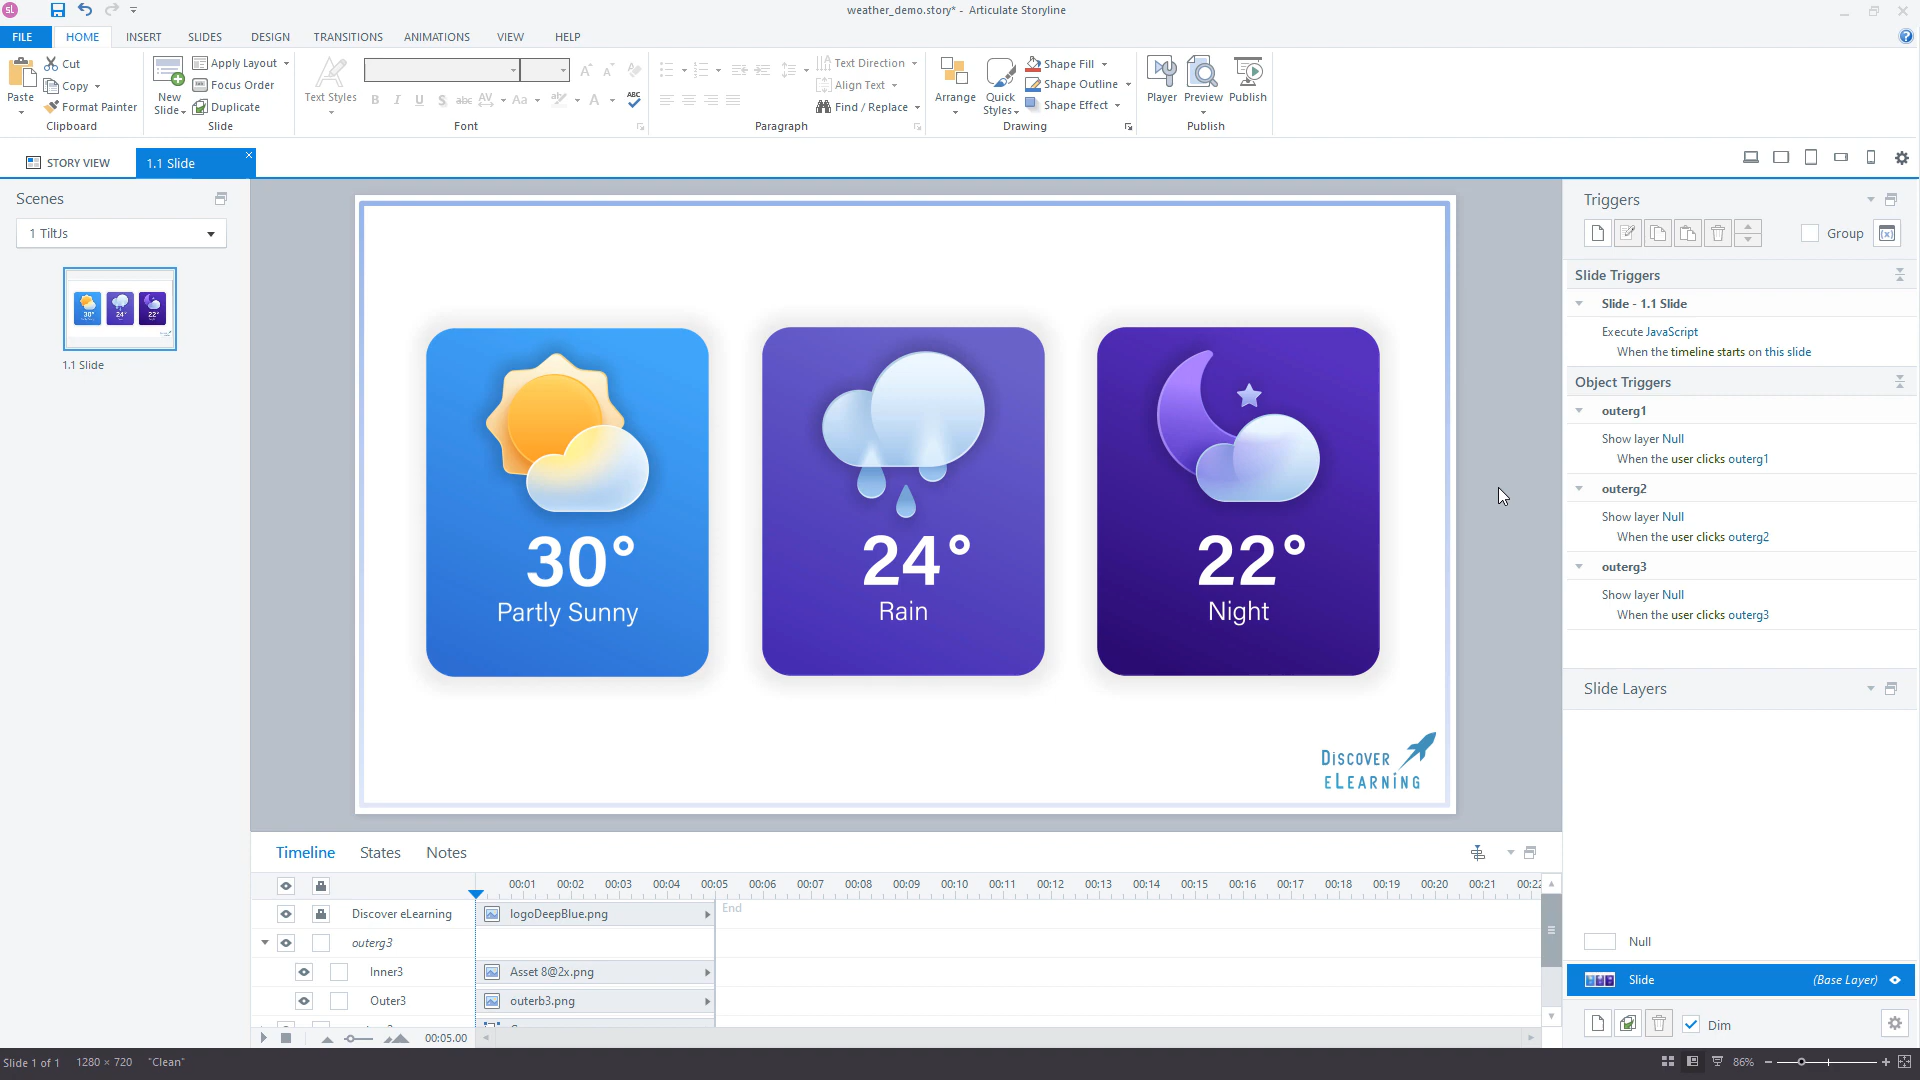 sl
weather_demo.story* - Articulate Storyline
FILE HOME INSERT SLIDES DESIGN TRANSITIONS ANIMATIONS VIEW HELP
Paste
Cut
Copy
Format Painter
Clipboard
New Slide
Apply Layout
Focus Order
Duplicate
Slide
Text Styles
B I U S abc AV Aa A ABC
Font
Text Direction
Align Text
Find / Replace
Paragraph
Arrange
Quick Styles
Shape Fill
Shape Outline
Shape Effect
Drawing
Player
Preview
Publish
Publish
STORY VIEW
1.1 Slide
Scenes
1 TiltJs
1.1 Slide
30°
Partly Sunny
24°
Rain
22°
Night
Discover
eLearning
Triggers
Group
Slide Triggers
Slide - 1.1 Slide
Execute JavaScript
When the timeline starts on this slide
Object Triggers
outerg1
Show layer Null
When the user clicks outerg1
outerg2
Show layer Null
When the user clicks outerg2
outerg3
Show layer Null
When the user clicks outerg3
Slide Layers
Null
Slide (Base Layer)
Dim
Timeline States Notes
00:01 00:02 00:03 00:04 00:05 00:06 00:07 00:08 00:09 00:10 00:11 00:12 00:13 00:14 00:15 00:16 00:17 00:18 00:19 00:20 00:21 00:22
Discover eLearning logoDeepBlue.png End
outerg3
Inner3 Asset 8@2x.png
Outer3 outerb3.png
00:05.00
Slide 1 of 1 1280 × 720 "Clean" 86%